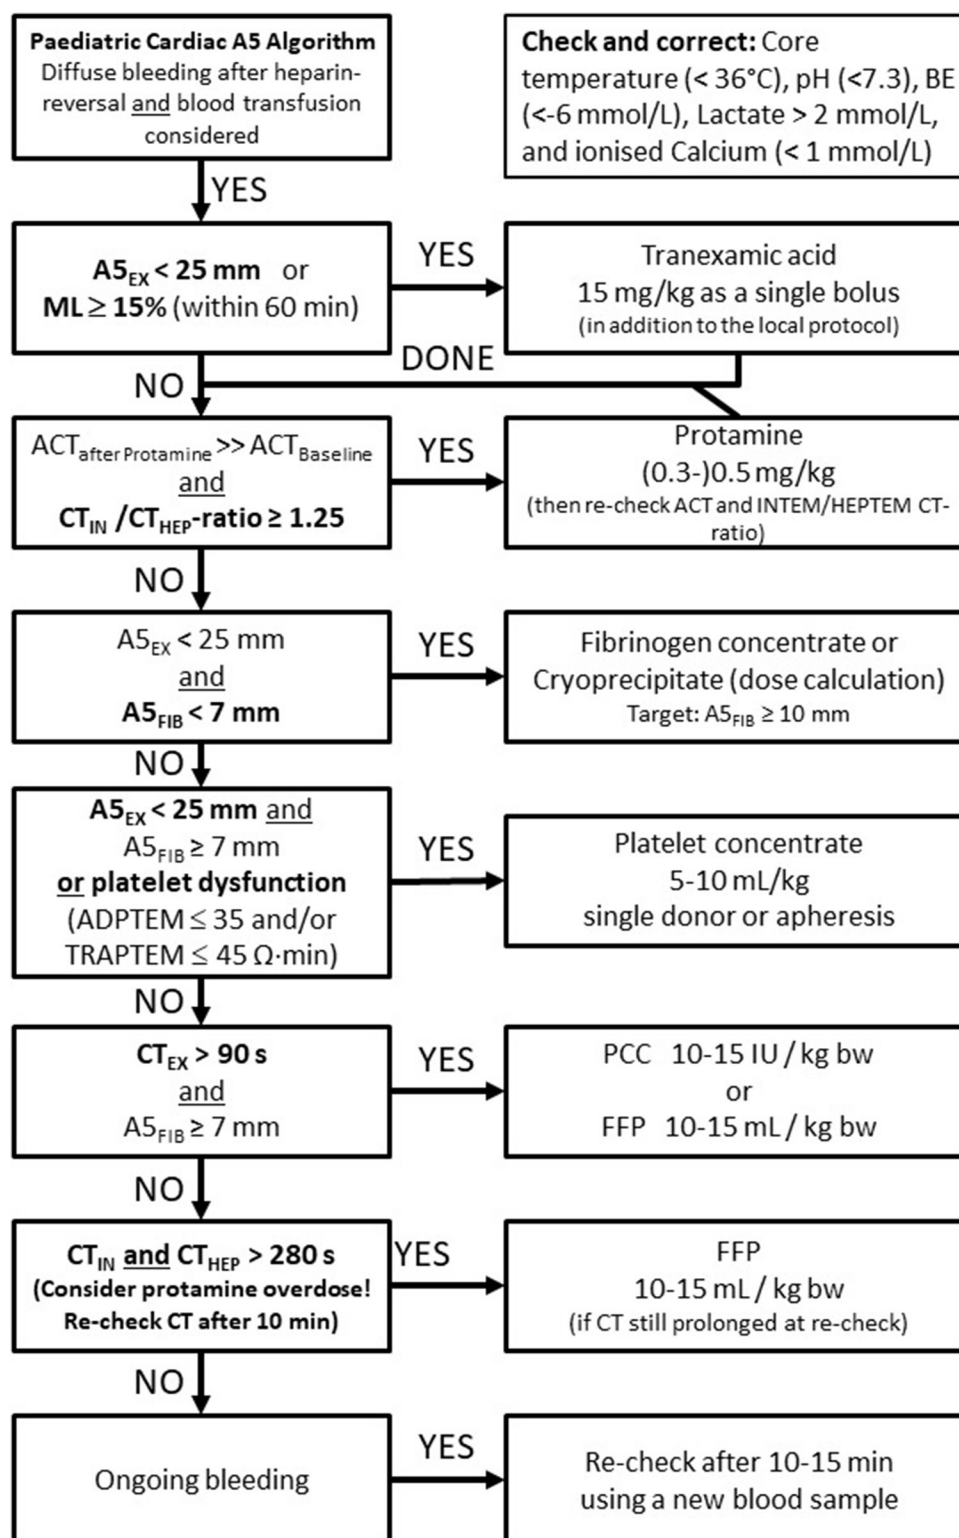 Paediatric Cardiac A5 Algorithm
Diffuse bleeding after heparin-
reversal and blood transfusion
considered
Check and correct: Core
temperature (< 36°C), pH (<7.3), BE
(<-6 mmol/L), Lactate > 2 mmol/L,
and ionised Calcium (< 1 mmol/L)
YES
A5EX < 25 mm or
ML ≥ 15% (within 60 min)
YES
Tranexamic acid
15 mg/kg as a single bolus
(in addition to the local protocol)
DONE
NO
ACTafter Protamine >> ACTBaseline
and
CTIN /CTHEP-ratio ≥ 1.25
YES
Protamine
(0.3-)0.5 mg/kg
(then re-check ACT and INTEM/HEPTEM CT-
ratio)
NO
A5EX < 25 mm
and
A5FIB < 7 mm
YES
Fibrinogen concentrate or
Cryoprecipitate (dose calculation)
Target: A5FIB ≥ 10 mm
NO
A5EX < 25 mm and
A5FIB ≥ 7 mm
or platelet dysfunction
(ADPTEM ≤ 35 and/or
TRAPTEM ≤ 45 Ω·min)
YES
Platelet concentrate
5-10 mL/kg
single donor or apheresis
NO
CTEX > 90 s
and
A5FIB ≥ 7 mm
YES
PCC 10-15 IU / kg bw
or
FFP 10-15 mL / kg bw
NO
CTIN and CTHEP > 280 s
(Consider protamine overdose!
Re-check CT after 10 min)
YES
FFP
10-15 mL / kg bw
(if CT still prolonged at re-check)
NO
Ongoing bleeding
YES
Re-check after 10-15 min
using a new blood sample